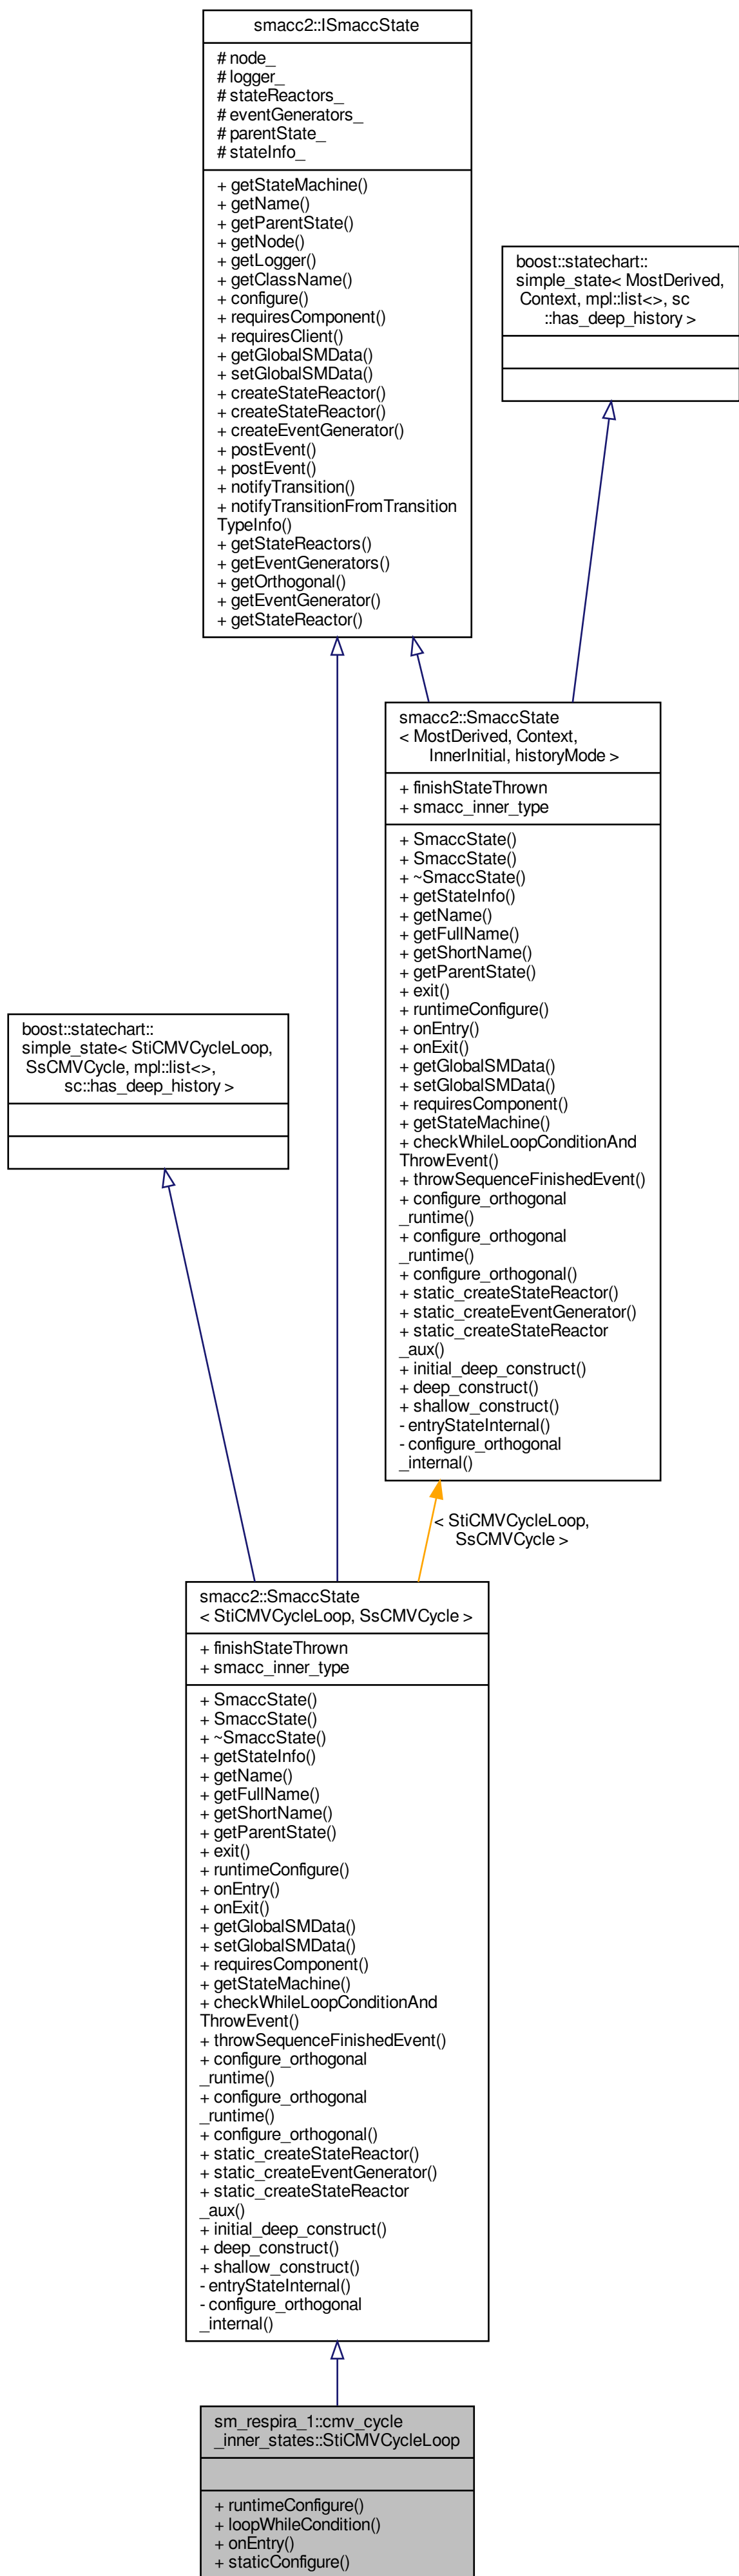 smacc2::ISmaccState
# node_
# logger_
# stateReactors_
# eventGenerators_
# parentState_
# stateInfo_
+ getStateMachine()
+ getName()
+ getParentState()
+ getNode()
+ getLogger()
+ getClassName()
+ configure()
+ requiresComponent()
+ requiresClient()
+ getGlobalSMData()
+ setGlobalSMData()
+ createStateReactor()
+ createStateReactor()
+ createEventGenerator()
+ postEvent()
+ postEvent()
+ notifyTransition()
+ notifyTransitionFromTransition
TypeInfo()
+ getStateReactors()
+ getEventGenerators()
+ getOrthogonal()
+ getEventGenerator()
+ getStateReactor()
boost::statechart::
simple_state< MostDerived,
Context, mpl::list<>, sc
::has_deep_history >
smacc2::SmaccState
< MostDerived, Context,
InnerInitial, historyMode >
+ finishStateThrown
+ smacc_inner_type
+ SmaccState()
+ SmaccState()
+ ~SmaccState()
+ getStateInfo()
+ getName()
+ getFullName()
+ getShortName()
+ getParentState()
+ exit()
+ runtimeConfigure()
+ onEntry()
+ onExit()
+ getGlobalSMData()
+ setGlobalSMData()
+ requiresComponent()
+ getStateMachine()
+ checkWhileLoopConditionAnd
ThrowEvent()
+ throwSequenceFinishedEvent()
+ configure_orthogonal
_runtime()
+ configure_orthogonal
_runtime()
+ configure_orthogonal()
+ static_createStateReactor()
+ static_createEventGenerator()
+ static_createStateReactor
_aux()
+ initial_deep_construct()
+ deep_construct()
+ shallow_construct()
- entryStateInternal()
- configure_orthogonal
_internal()
boost::statechart::
simple_state< StiCMVCycleLoop,
SsCMVCycle, mpl::list<>,
sc::has_deep_history >
< StiCMVCycleLoop,
SsCMVCycle >
smacc2::SmaccState
< StiCMVCycleLoop, SsCMVCycle >
+ finishStateThrown
+ smacc_inner_type
+ SmaccState()
+ SmaccState()
+ ~SmaccState()
+ getStateInfo()
+ getName()
+ getFullName()
+ getShortName()
+ getParentState()
+ exit()
+ runtimeConfigure()
+ onEntry()
+ onExit()
+ getGlobalSMData()
+ setGlobalSMData()
+ requiresComponent()
+ getStateMachine()
+ checkWhileLoopConditionAnd
ThrowEvent()
+ throwSequenceFinishedEvent()
+ configure_orthogonal
_runtime()
+ configure_orthogonal
_runtime()
+ configure_orthogonal()
+ static_createStateReactor()
+ static_createEventGenerator()
+ static_createStateReactor
_aux()
+ initial_deep_construct()
+ deep_construct()
+ shallow_construct()
- entryStateInternal()
- configure_orthogonal
_internal()
sm_respira_1::cmv_cycle
_inner_states::StiCMVCycleLoop
+ runtimeConfigure()
+ loopWhileCondition()
+ onEntry()
+ staticConfigure()